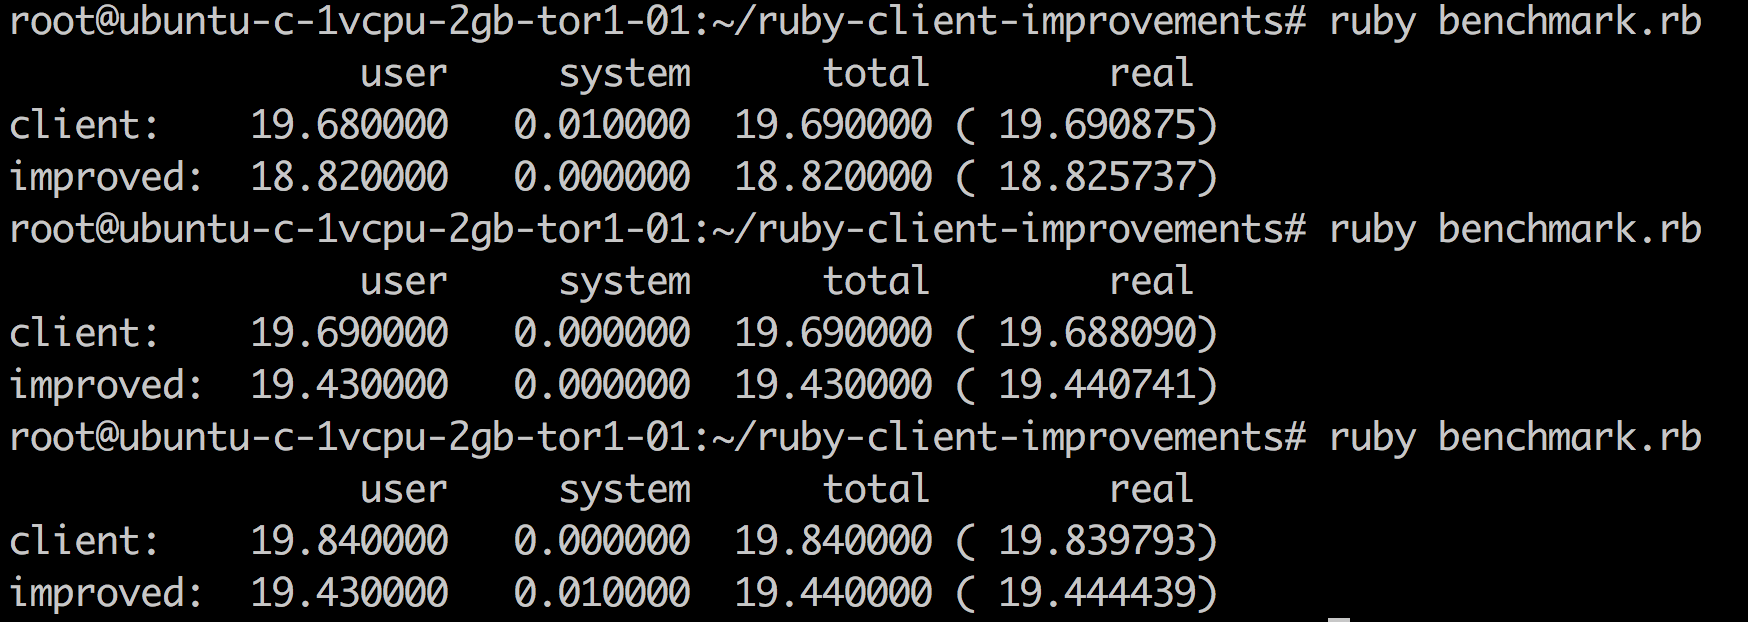 root@ubuntu-c-1vcpu-2gb-tor1-01:~/ruby-client-improvements# ruby benchmark.rb
                user     system      total        real
client:    19.680000   0.010000  19.690000 ( 19.690875)
improved:  18.820000   0.000000  18.820000 ( 18.825737)
root@ubuntu-c-1vcpu-2gb-tor1-01:~/ruby-client-improvements# ruby benchmark.rb
                user     system      total        real
client:    19.690000   0.000000  19.690000 ( 19.688090)
improved:  19.430000   0.000000  19.430000 ( 19.440741)
root@ubuntu-c-1vcpu-2gb-tor1-01:~/ruby-client-improvements# ruby benchmark.rb
                user     system      total        real
client:    19.840000   0.000000  19.840000 ( 19.839793)
improved:  19.430000   0.010000  19.440000 ( 19.444439)